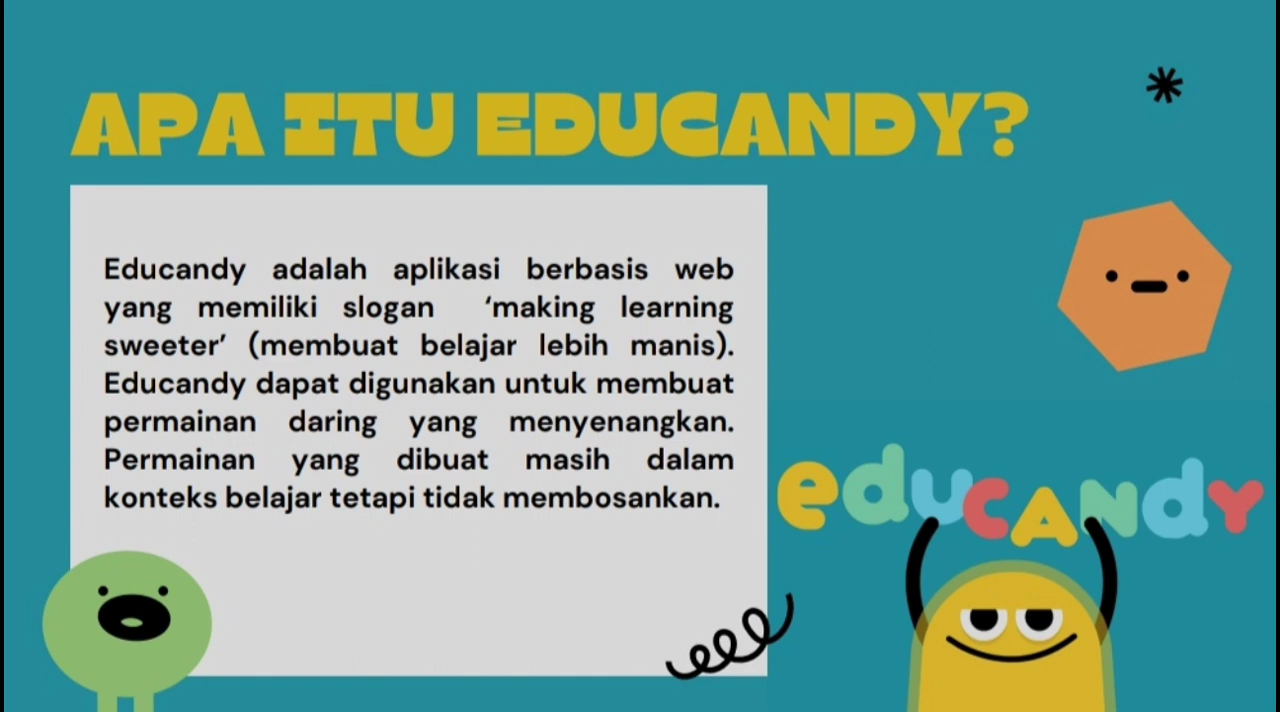 APA ITU EDUCANDY?
Educandy adalah aplikasi berbasis web
yang memiliki slogan ‘making learning
sweeter’ (membuat belajar lebih manis).
Educandy dapat digunakan untuk membuat
permainan daring yang menyenangkan.
Permainan yang dibuat masih dalam
konteks belajar tetapi tidak membosankan.
educandy